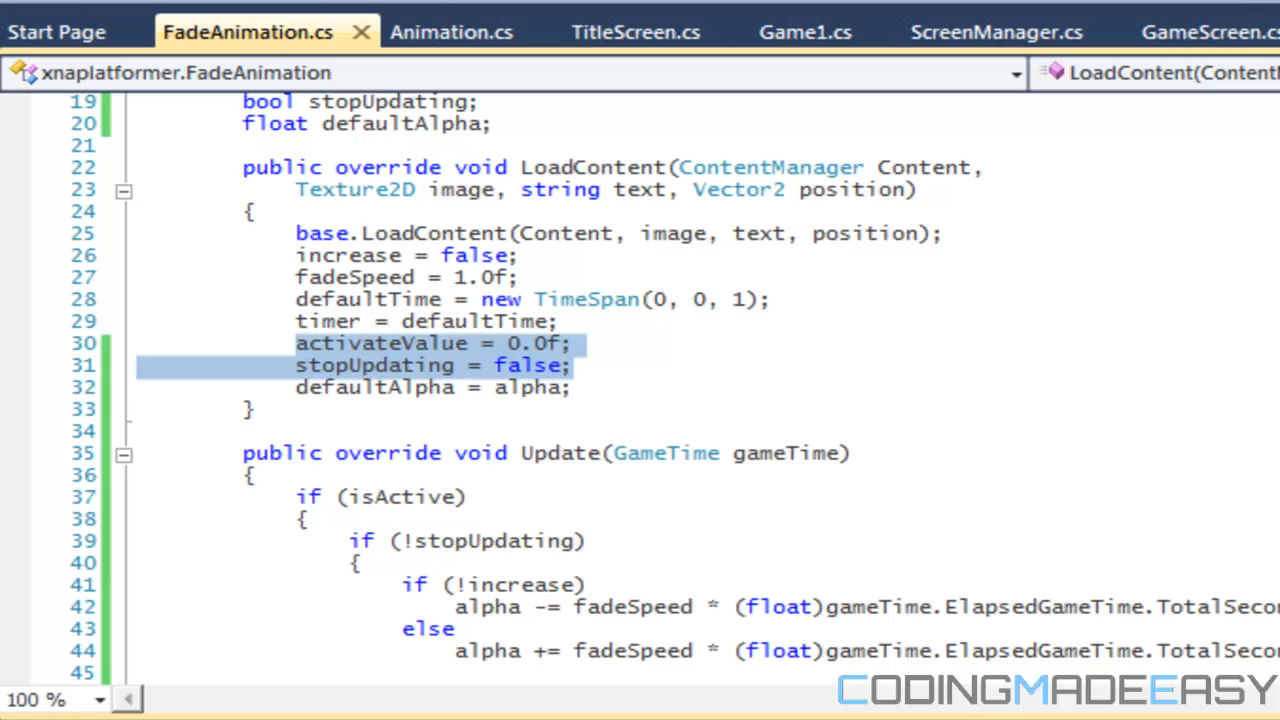 Start Page FadeAnimation.cs Animation.cs TitleScreen.cs Game1.cs ScreenManager.cs GameScreen.cs
xnaplatformer.FadeAnimation LoadContent(Content
19 bool stopUpdating;
20 float defaultAlpha;
21
22 public override void LoadContent(ContentManager Content,
23 Texture2D image, string text, Vector2 position)
24 {
25 base.LoadContent(Content, image, text, position);
26 increase = false;
27 fadeSpeed = 1.0f;
28 defaultTime = new TimeSpan(0, 0, 1);
29 timer = defaultTime;
30 activateValue = 0.0f;
31 stopUpdating = false;
32 defaultAlpha = alpha;
33 }
34
35 public override void Update(GameTime gameTime)
36 {
37 if (isActive)
38 {
39 if (!stopUpdating)
40 {
41 if (!increase)
42 alpha -= fadeSpeed * (float)gameTime.ElapsedGameTime.TotalSecon
43 else
44 alpha += fadeSpeed * (float)gameTime.ElapsedGameTime.TotalSecon
45
100 %
CODINGMADEEASY